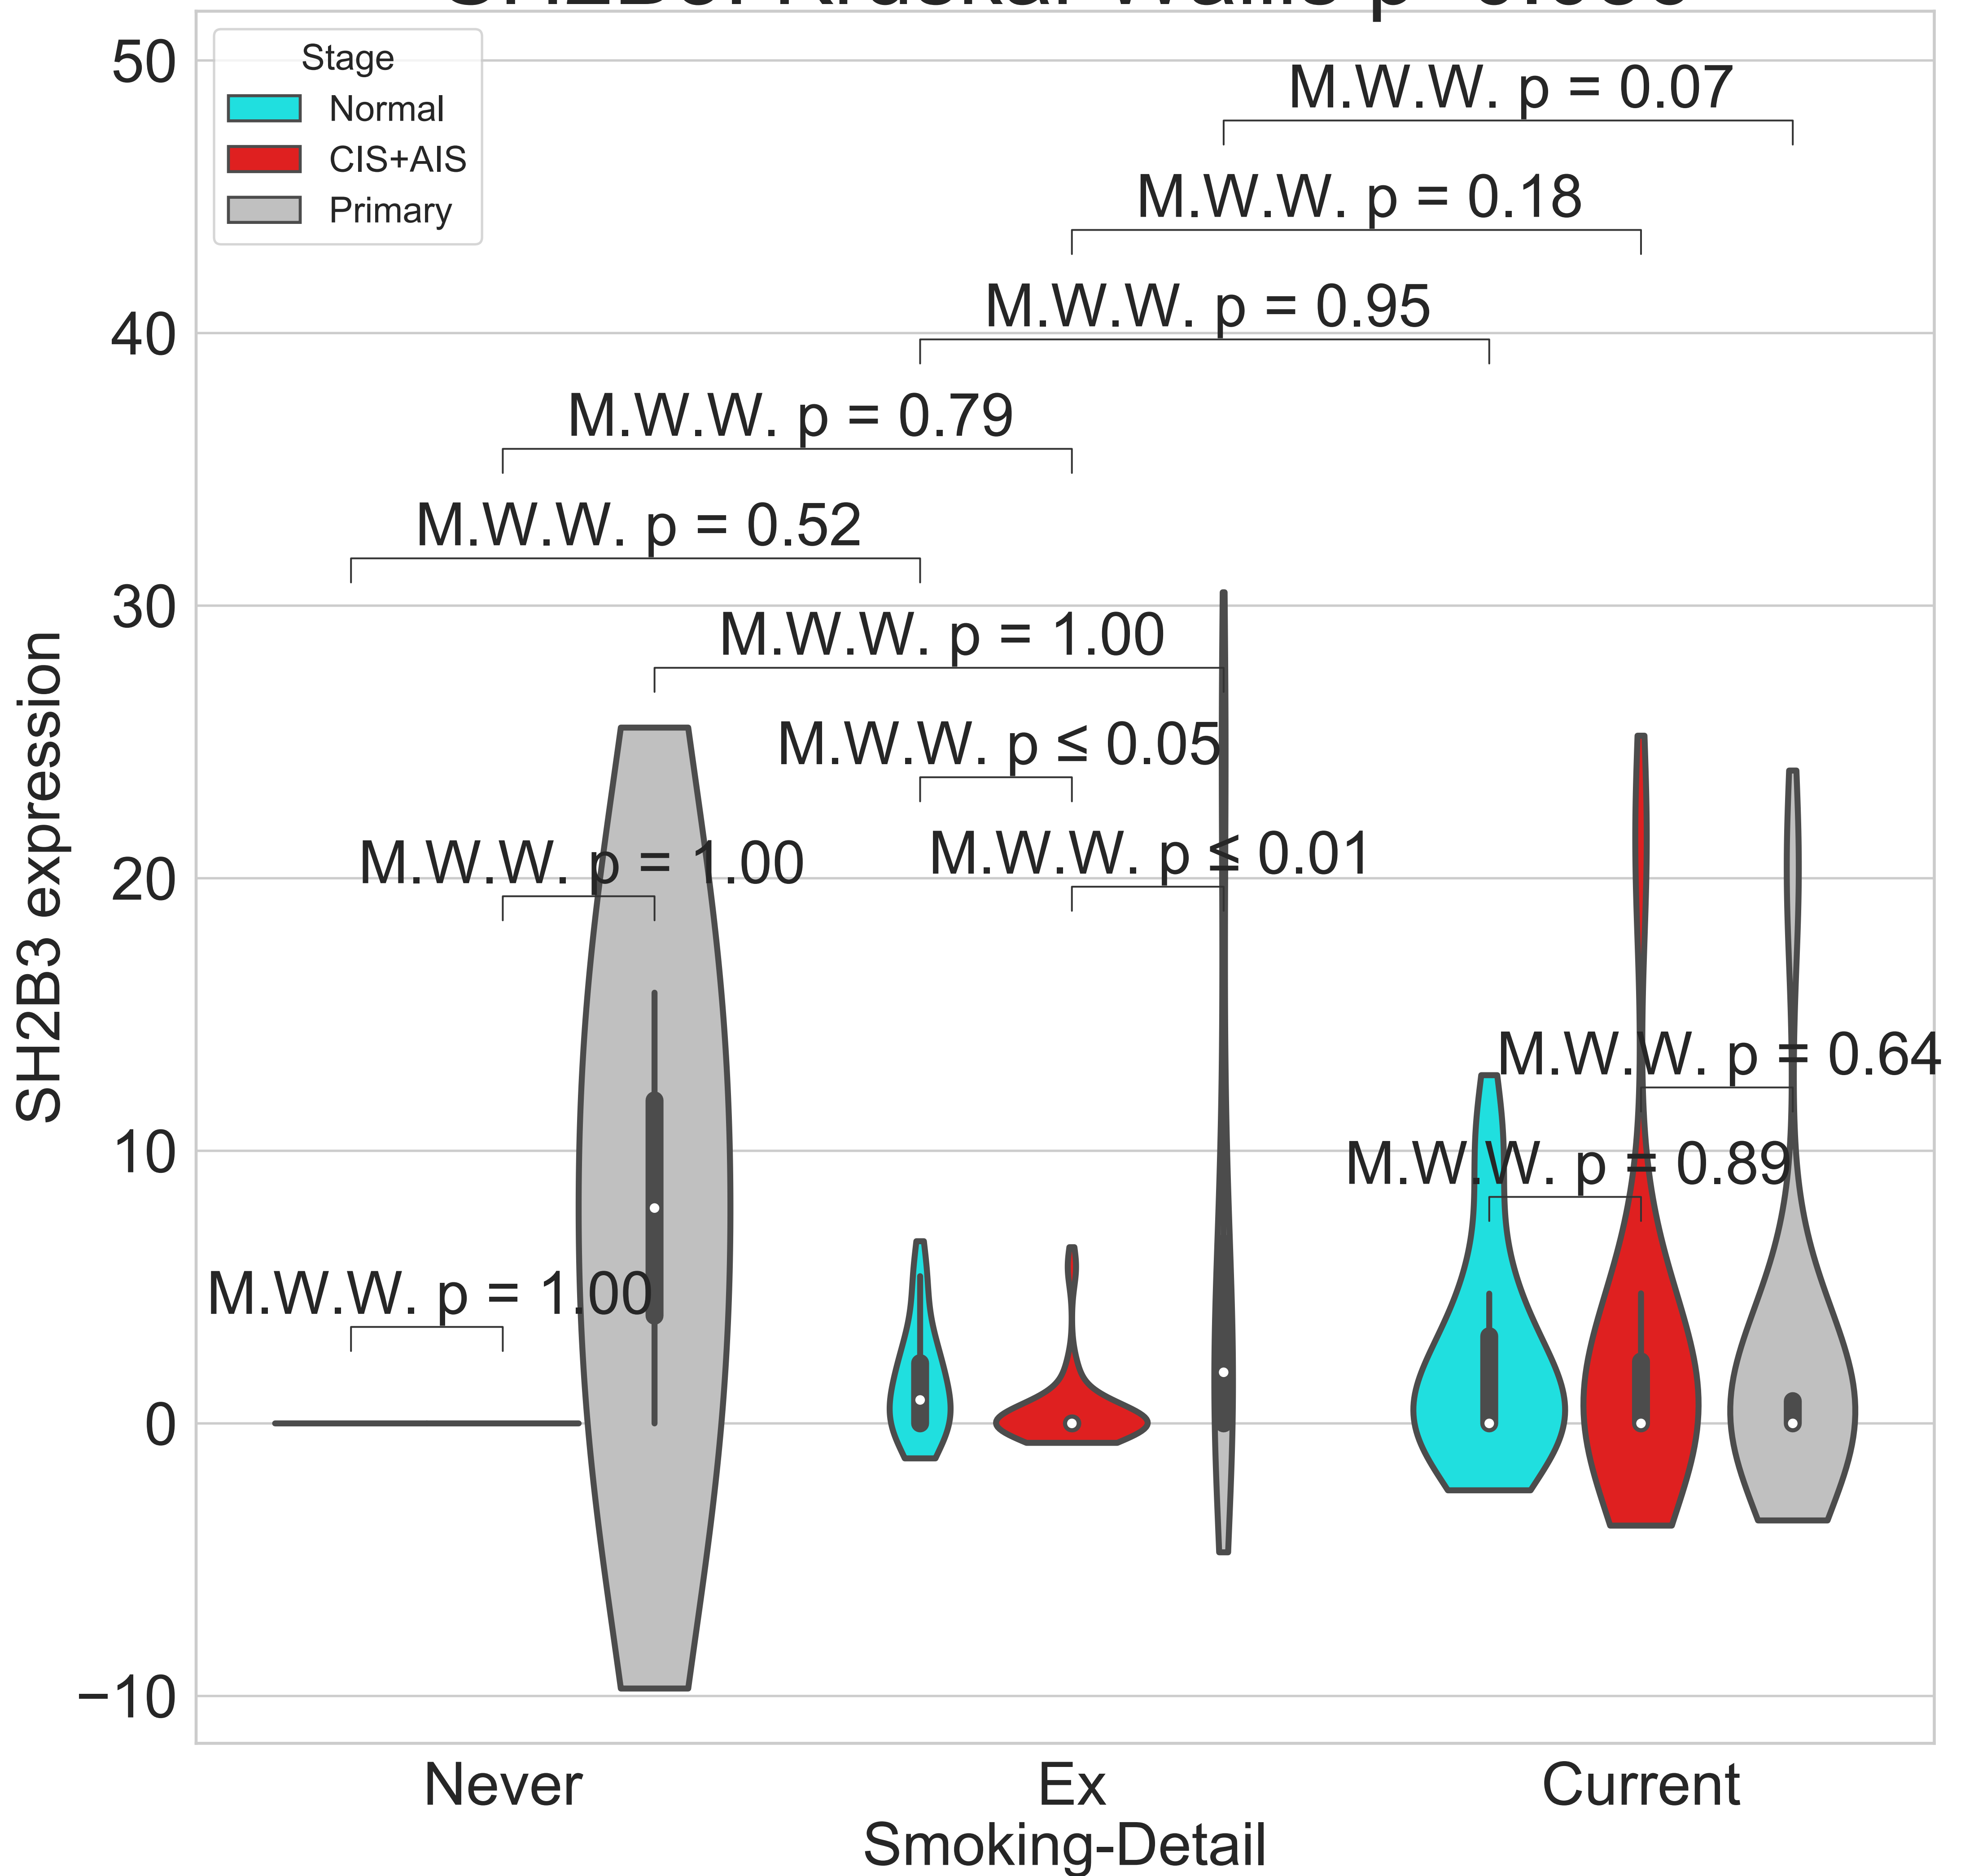 50
40
30
20
10
0
−10
SH2B3 expression
Stage
Normal
CIS+AIS
Primary
M.W.W. p = 0.07
M.W.W. p = 0.18
M.W.W. p = 0.95
M.W.W. p = 0.79
M.W.W. p = 0.52
M.W.W. p = 1.00
M.W.W. p ≤ 0.05
M.W.W. p ≤ 0.01
M.W.W. p = 1.00
M.W.W. p = 0.64
M.W.W. p = 0.89
M.W.W. p = 1.00
Never
Ex
Current
Smoking-Detail